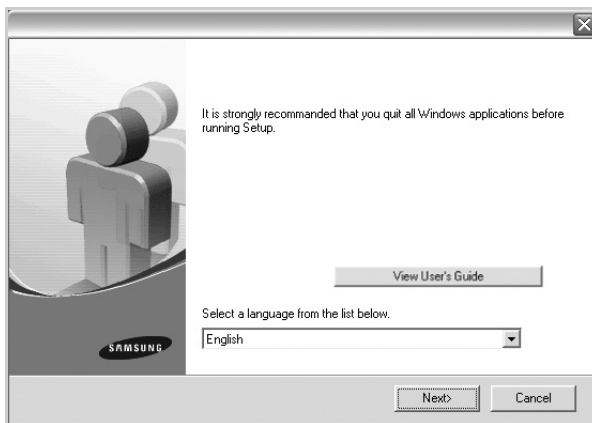 It is strongly recommanded that you quit all Windows applications before
running Setup.
View User's Guide
Select a language from the list below.
English
SAMSUNG
Next>
Cancel